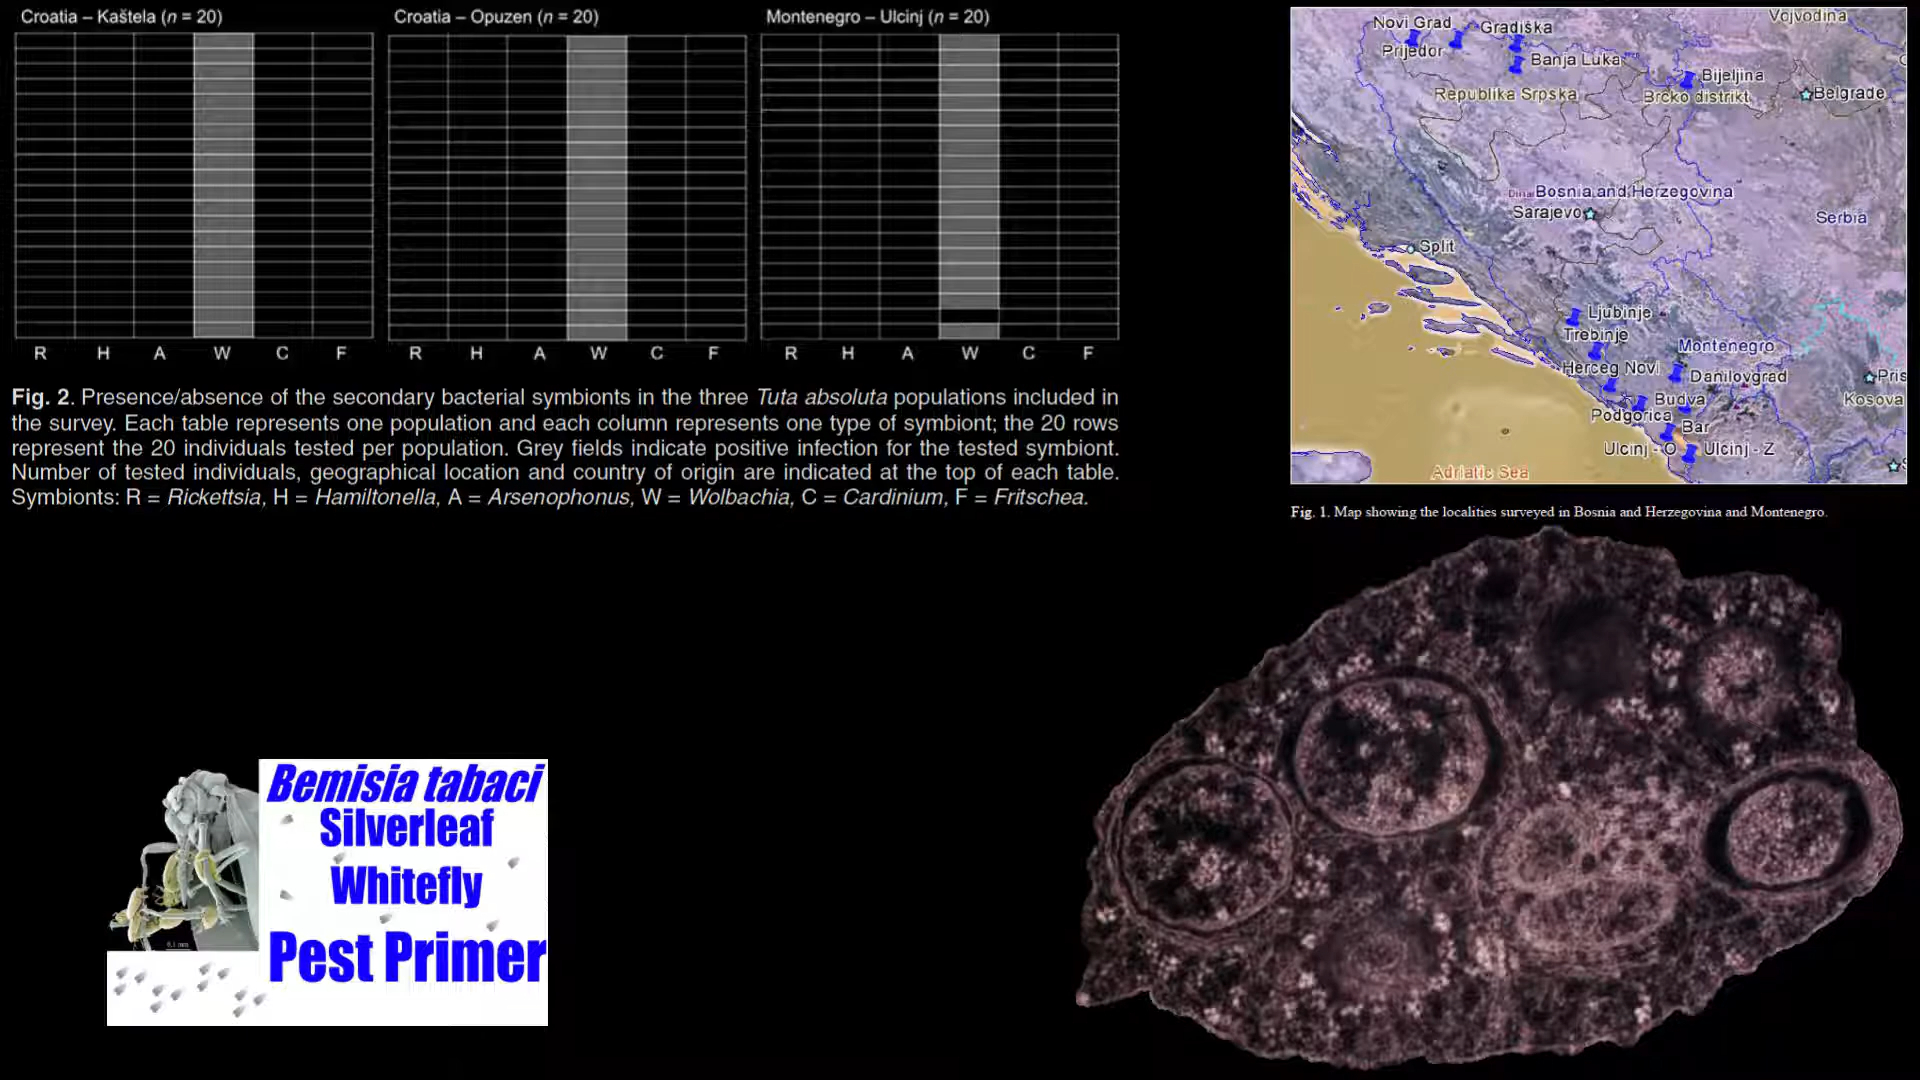 Croatia – Kaštela (n = 20)
Croatia – Opuzen (n = 20)
Montenegro – Ulcinj (n = 20)
R H A W C F
R H A W C F
R H A W C F
Fig. 2. Presence/absence of the secondary bacterial symbionts in the three Tuta absoluta populations included in
the survey. Each table represents one population and each column represents one type of symbiont; the 20 rows
represent the 20 individuals tested per population. Grey fields indicate positive infection for the tested symbiont.
Number of tested individuals, geographical location and country of origin are indicated at the top of each table.
Symbionts: R = Rickettsia, H = Hamiltonella, A = Arsenophonus, W = Wolbachia, C = Cardinium, F = Fritschea.
Vojvodina
Novi Grad
Gradiška
Prijedor
Banja Luka
Bijeljina
Republika Srpska
Brčko distrikt
Belgrade
Bosnia and Herzegovina
Sarajevo
Serbia
Split
Ljubinje
Trebinje
Montenegro
Herceg Novi
Danilovgrad
Pris
Budva
Kosova
Podgorica
Bar
Ulcinj - O
Ulcinj - Z
Adriatic Sea
Fig. 1. Map showing the localities surveyed in Bosnia and Herzegovina and Montenegro.
Bemisia tabaci
Silverleaf
Whitefly
Pest Primer
0.1 mm